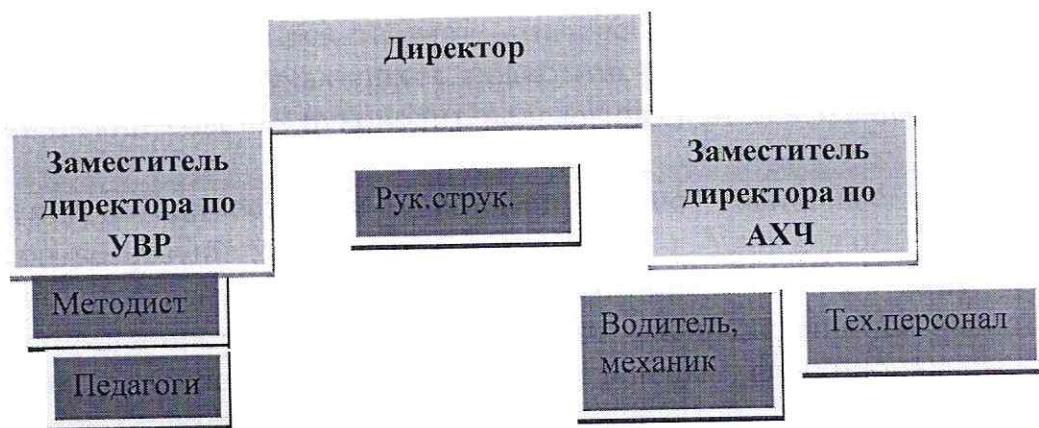 Директор
Заместитель
директора по
УВР
Рук.струк.
Заместитель
директора по
АХЧ
Методист
Педагоги
Водитель,
механик
Тех.персонал